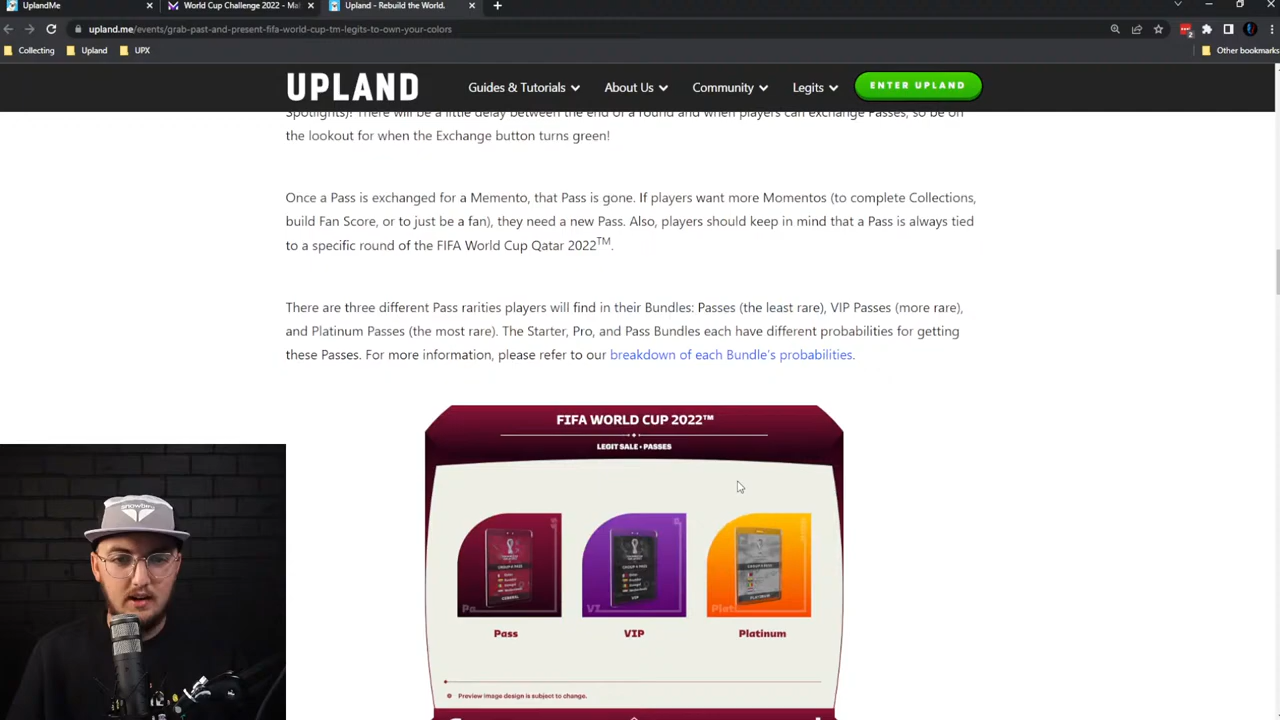 UplandMe
World Cup Challenge 2022 - Ma
Upland - Rebuild the World.
upland.me/events/grab-past-and-present-fifa-world-cup-tm-legits-to-own-your-colors
Collecting
Upland
UPX
Other bookmarks
UPLAND
Guides & Tutorials
About Us
Community
Legits
ENTER UPLAND
Spotlights)! There will be a little delay between the end of a round and when players can exchange Passes, so be on
the lookout for when the Exchange button turns green!
Once a Pass is exchanged for a Memento, that Pass is gone. If players want more Momentos (to complete Collections,
build Fan Score, or to just be a fan), they need a new Pass. Also, players should keep in mind that a Pass is always tied
to a specific round of the FIFA World Cup Qatar 2022TM.
There are three different Pass rarities players will find in their Bundles: Passes (the least rare), VIP Passes (more rare),
and Platinum Passes (the most rare). The Starter, Pro, and Pass Bundles each have different probabilities for getting
these Passes. For more information, please refer to our breakdown of each Bundle's probabilities.
FIFA WORLD CUP 2022™
LEGIT SALE • PASSES
Pass
VIP
Platinum
Preview image design is subject to change.
snowbird